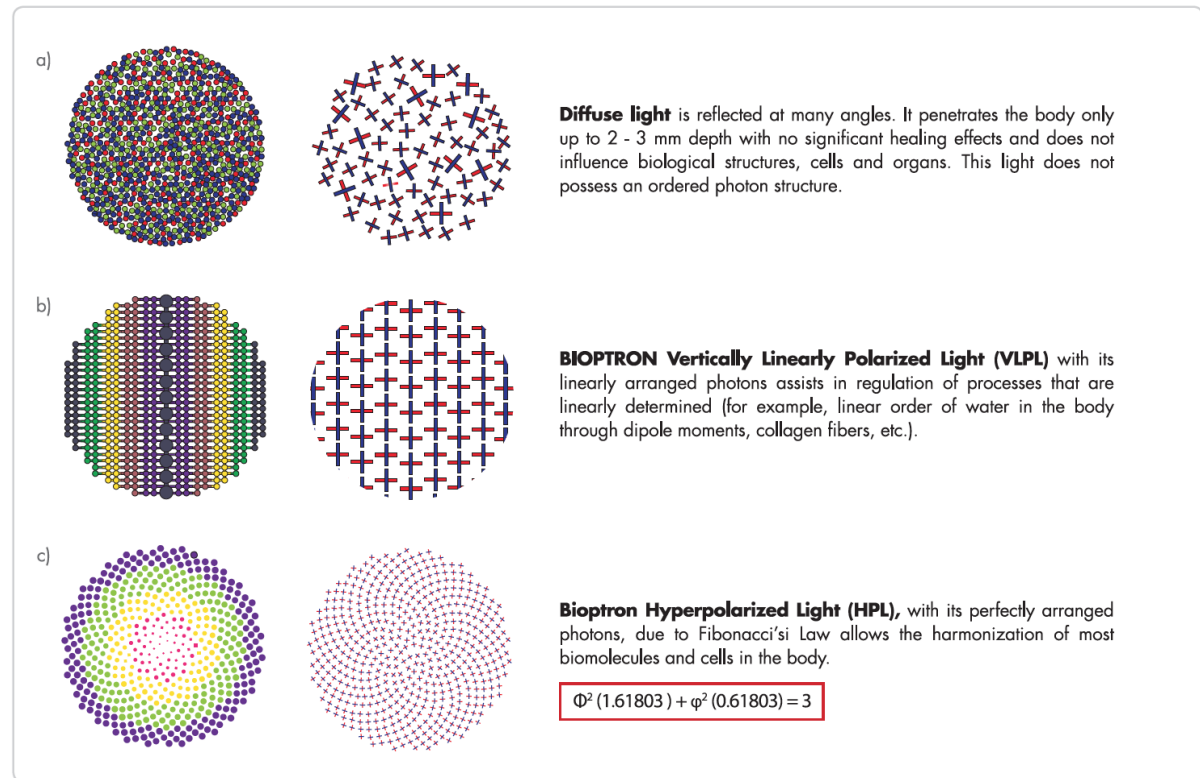 a)
Diffuse light is reflected at many angles. It penetrates the body only
up to 2 - 3 mm depth with no significant healing effects and does not
influence biological structures, cells and organs. This light does not
possess an ordered photon structure.
b)
BIOPTRON Vertically Linearly Polarized Light (VLPL) with its
linearly arranged photons assists in regulation of processes that are
linearly determined (for example, linear order of water in the body
through dipole moments, collagen fibers, etc.).
c)
Bioptron Hyperpolarized Light (HPL), with its perfectly arranged
photons, due to Fibonacci'si Law allows the harmonization of most
biomolecules and cells in the body.
Φ² (1.61803 ) + φ² (0.61803) = 3